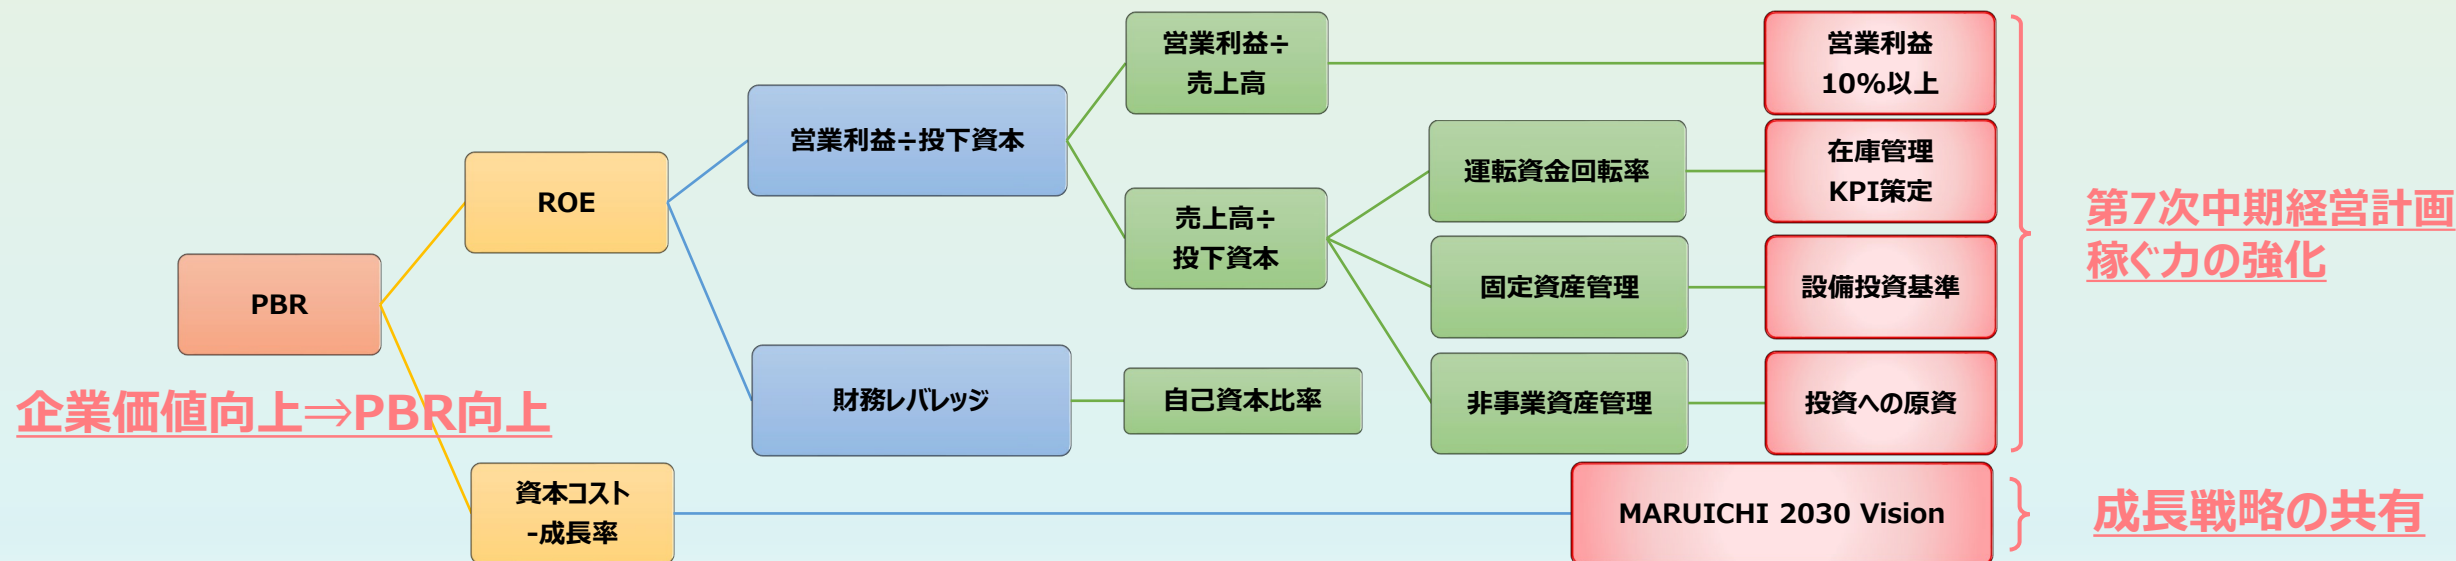 PBR
企業価値向上⇒PBR向上
ROE
資本コスト
-成長率
営業利益÷投下資本
財務レバレッジ
営業利益÷
売上高
売上高÷
投下資本
自己資本比率
運転資金回転率
固定資産管理
非事業資産管理
営業利益
10%以上
在庫管理
KPI策定
設備投資基準
投資への原資
MARUICHI 2030 Vision
第7次中期経営計画
稼ぐ力の強化
成長戦略の共有